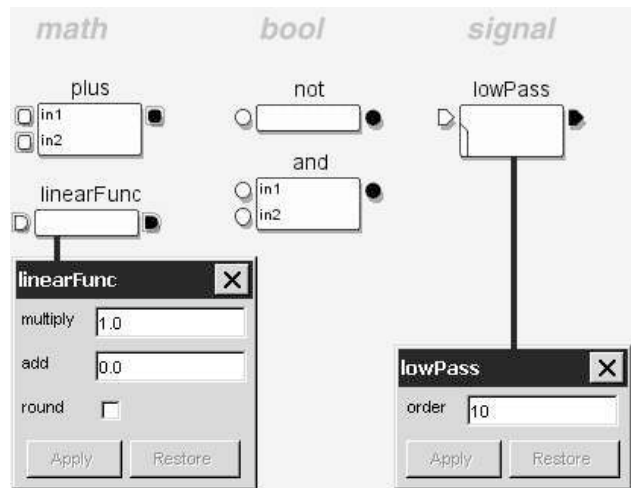 math bool signal
plus not lowPass
in1
in2
and
in1
in2
linearFunc
linearFunc
multiply 1.0
add 0.0
round
Apply Restore
lowPass
order 10
Apply Restore